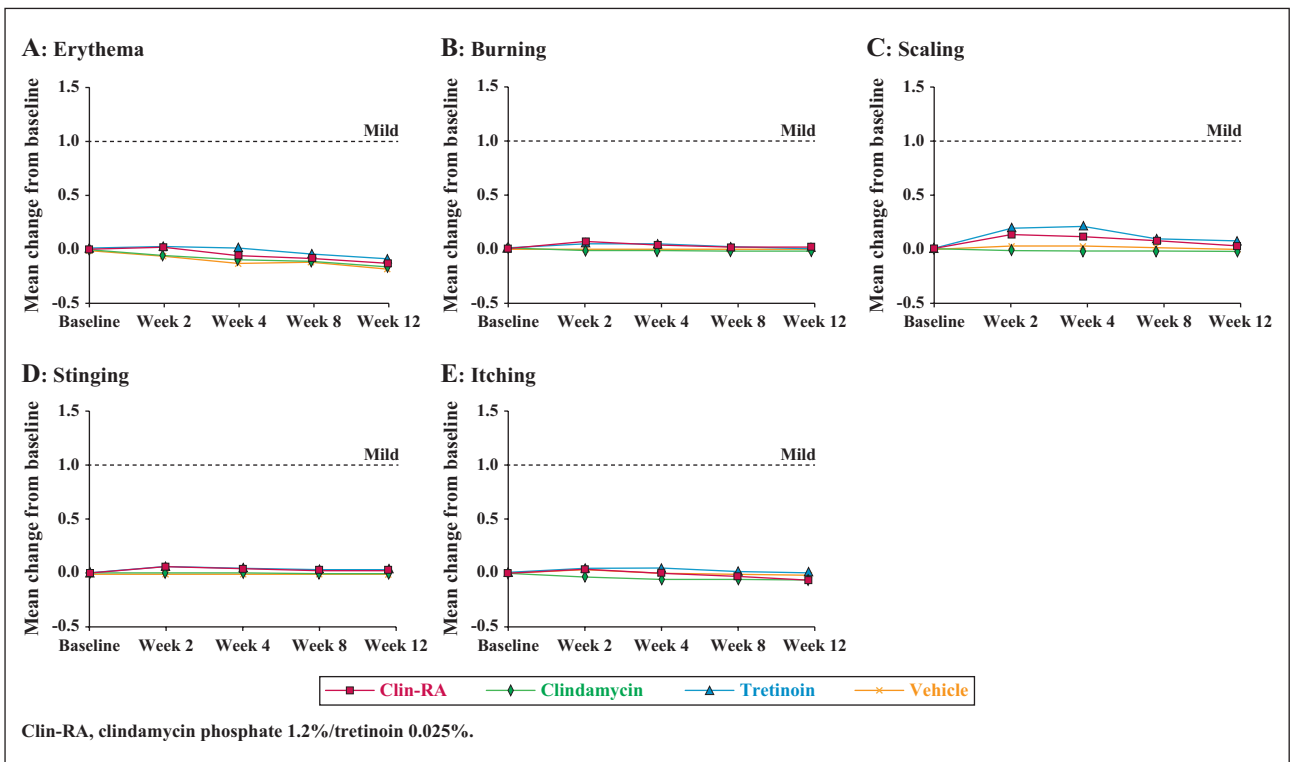 A: Erythema
Mean change from baseline
1.5
1.0
0.5
0.0
-0.5
Mild
Baseline Week 2 Week 4 Week 8 Week 12
B: Burning
Mean change from baseline
1.5
1.0
0.5
0.0
-0.5
Mild
Baseline Week 2 Week 4 Week 8 Week 12
C: Scaling
Mean change from baseline
1.5
1.0
0.5
0.0
-0.5
Mild
Baseline Week 2 Week 4 Week 8 Week 12
D: Stinging
Mean change from baseline
1.5
1.0
0.5
0.0
-0.5
Mild
Baseline Week 2 Week 4 Week 8 Week 12
E: Itching
Mean change from baseline
1.5
1.0
0.5
0.0
-0.5
Mild
Baseline Week 2 Week 4 Week 8 Week 12
Clin-RA Clindamycin Tretinoin Vehicle
Clin-RA, clindamycin phosphate 1.2%/tretinoin 0.025%.